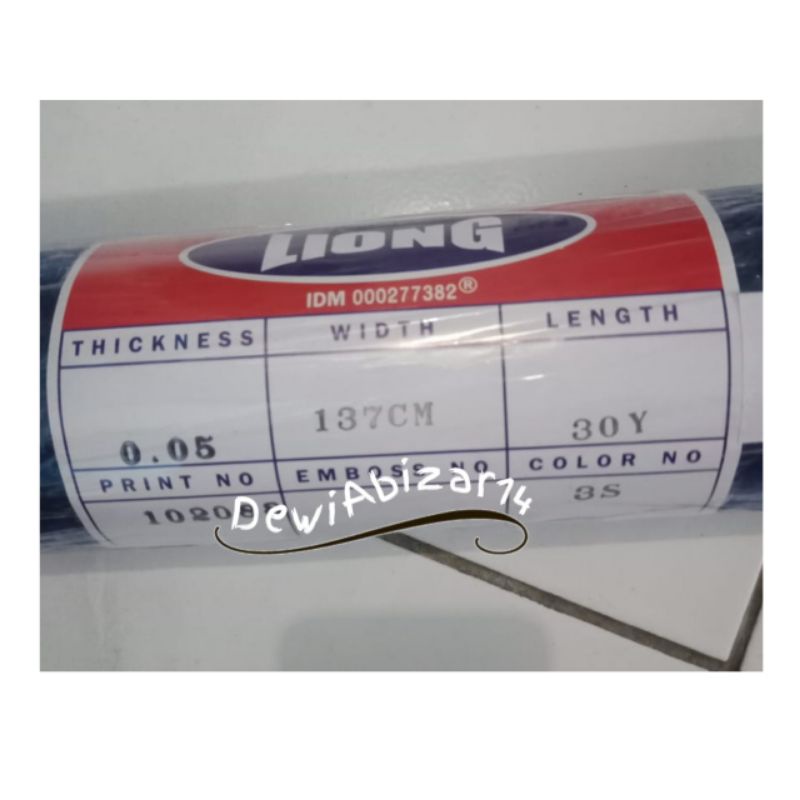 LIONG
IDM 000277382®
THICKNESS WIDTH LENGTH
0.05 137CM 30Y
PRINT NO EMBOSS NO COLOR NO
3S
DewiAbizar14